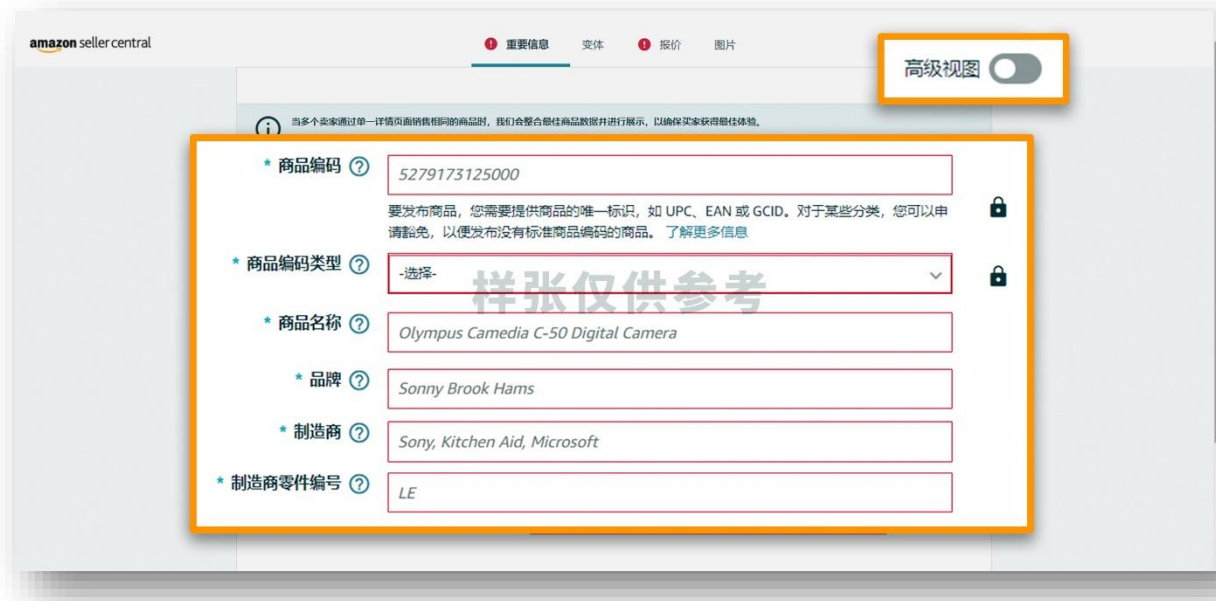 amazon seller central
重要信息 变体 报价 图片
高级视图
当多个卖家通过单一详情页面销售相同的商品时，我们会整合最佳商品数据并进行展示，以确保买家获得最佳体验。
* 商品编码 5279173125000
要发布商品，您需要提供商品的唯一标识，如 UPC、EAN 或 GCID。对于某些分类，您可以申
请豁免，以便发布没有标准商品编码的商品。 了解更多信息
* 商品编码类型 -选择-
样张仅供参考
* 商品名称 Olympus Camedia C-50 Digital Camera
* 品牌 Sonny Brook Hams
* 制造商 Sony, Kitchen Aid, Microsoft
* 制造商零件编号 LE